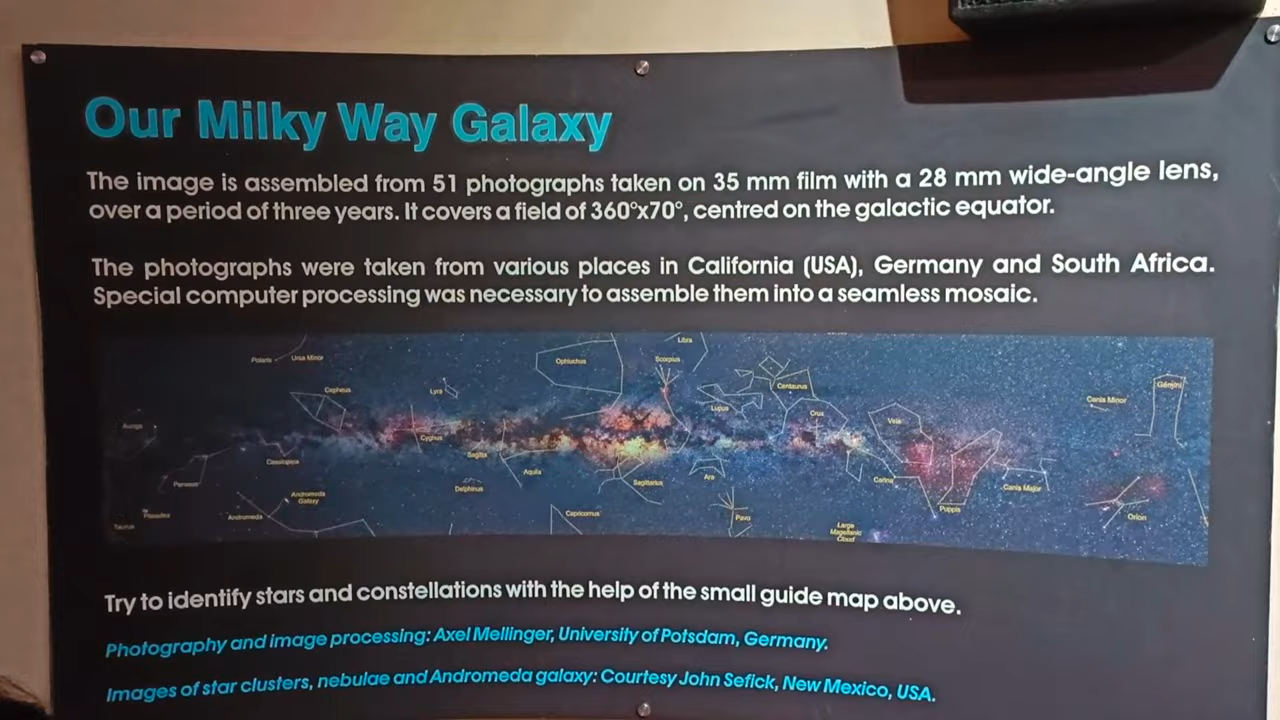 Our Milky Way Galaxy
The image is assembled from 51 photographs taken on 35 mm film with a 28 mm wide-angle lens,
over a period of three years. It covers a field of 360°x70°, centred on the galactic equator.
The photographs were taken from various places in California (USA), Germany and South Africa.
Special computer processing was necessary to assemble them into a seamless mosaic.
Libra
Polaris
Ursa Minor
Ophiuchus
Scorpius
Cepheus
Lyra
Centaurus
Gemini
Canis Minor
Lupus
Crux
Auriga
Cygnus
Vela
Sagitta
Cassiopeia
Aquila
Ara
Perseus
Delphinus
Sagittarius
Carina
Canis Major
Andromeda
Galaxy
Puppis
Pleiades
Andromeda
Capricornus
Pavo
Orion
Taurus
Large
Magellanic
Cloud
Try to identify stars and constellations with the help of the small guide map above.
Photography and image processing: Axel Mellinger, University of Potsdam, Germany.
Images of star clusters, nebulae and Andromeda galaxy: Courtesy John Sefick, New Mexico, USA.